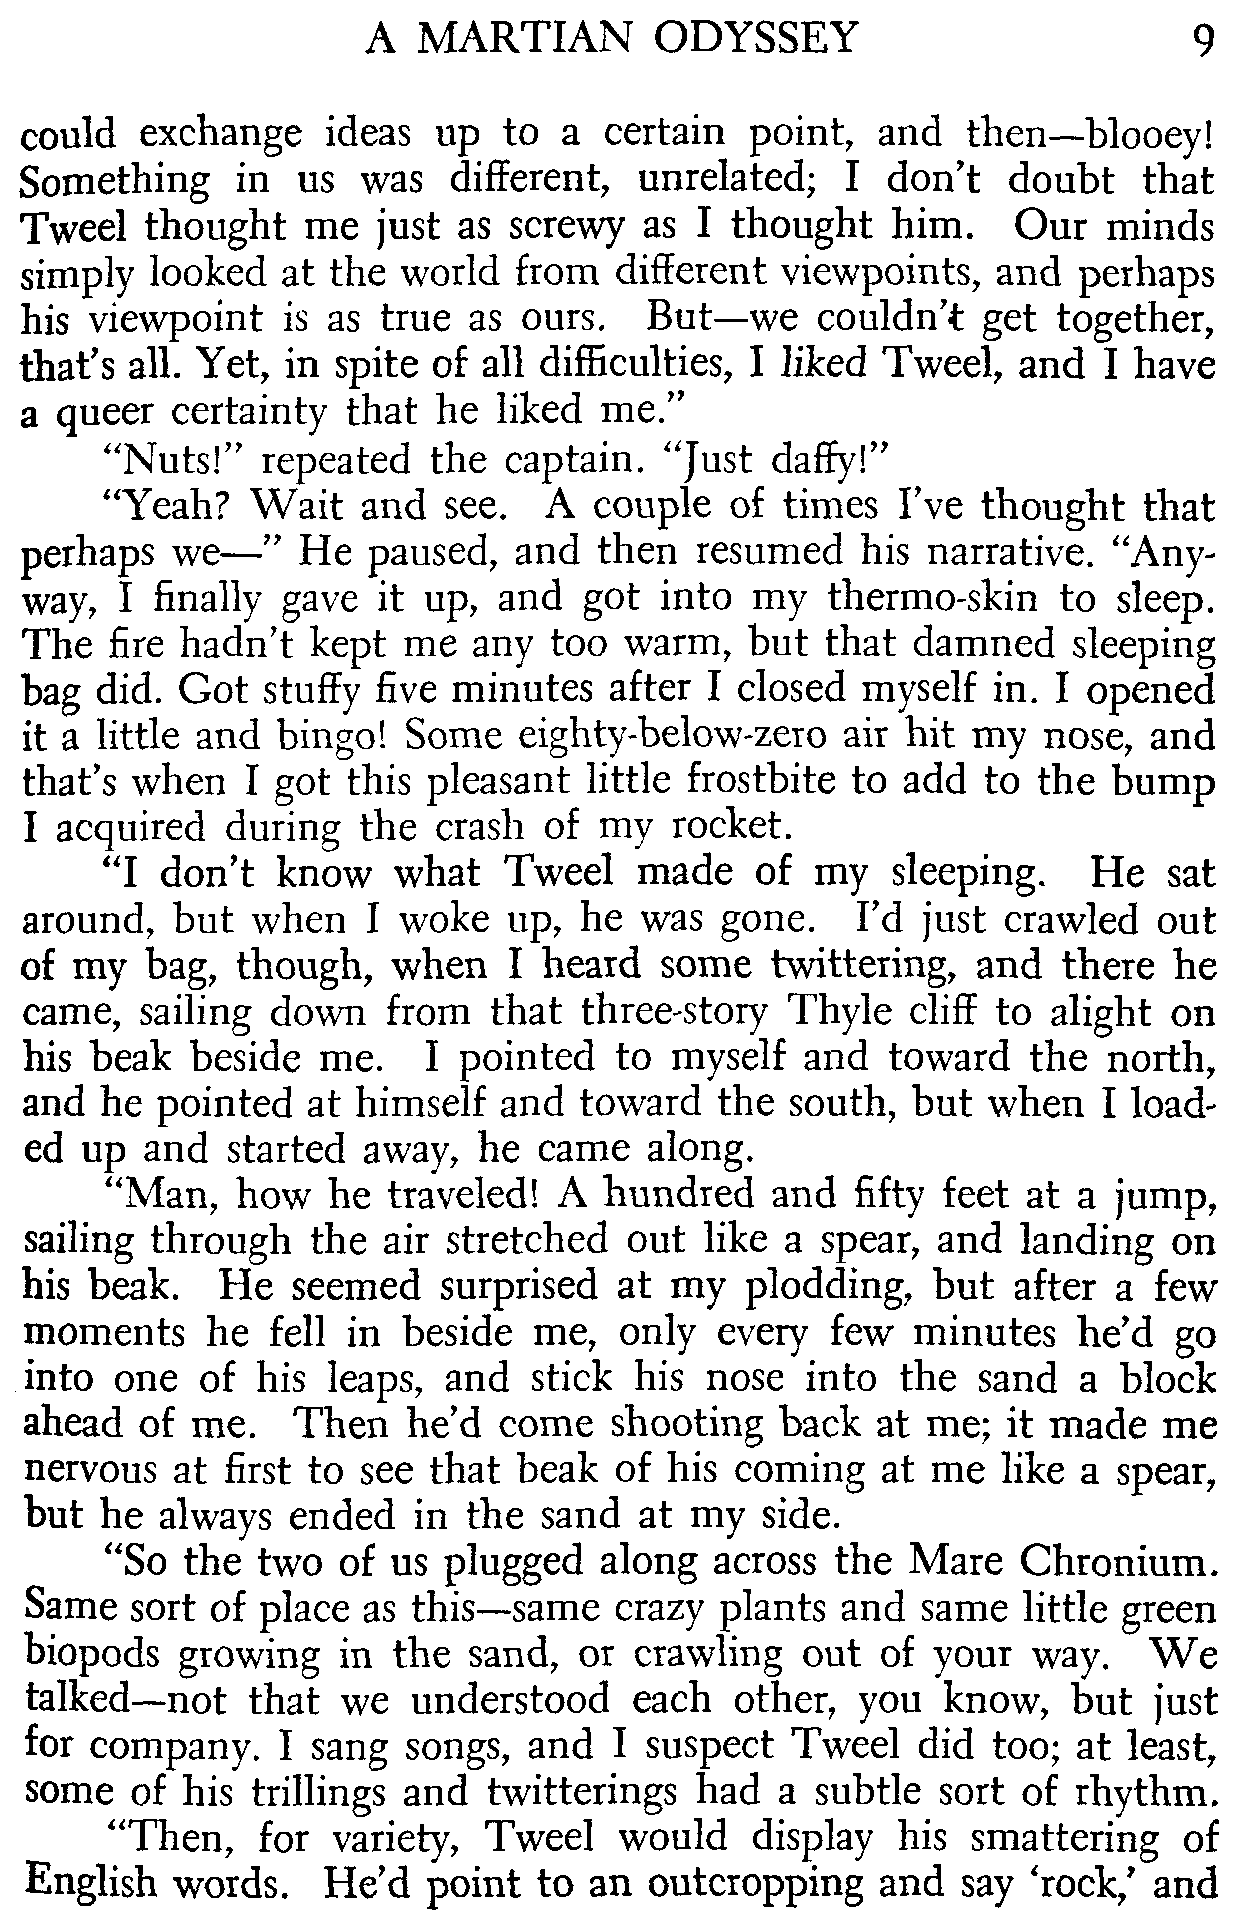 A MARTIAN ODYSSEY 9
could exchange ideas up to a certain point, and then—blooey!
Something in us was different, unrelated; I don't doubt that
Tweel thought me just as screwy as I thought him. Our minds
simply looked at the world from different viewpoints, and perhaps
his viewpoint is as true as ours. But—we couldn't get together,
that's all. Yet, in spite of all difficulties, I liked Tweel, and I have
a queer certainty that he liked me.”
“Nuts!” repeated the captain. “Just daffy!”
“Yeah? Wait and see. A couple of times I've thought that
perhaps we—” He paused, and then resumed his narrative. “Any-
way, I finally gave it up, and got into my thermo-skin to sleep.
The fire hadn't kept me any too warm, but that damned sleeping
bag did. Got stuffy five minutes after I closed myself in. I opened
it a little and bingo! Some eighty-below-zero air hit my nose, and
that's when I got this pleasant little frostbite to add to the bump
I acquired during the crash of my rocket.
“I don't know what Tweel made of my sleeping. He sat
around, but when I woke up, he was gone. I'd just crawled out
of my bag, though, when I heard some twittering, and there he
came, sailing down from that three-story Thyle cliff to alight on
his beak beside me. I pointed to myself and toward the north,
and he pointed at himself and toward the south, but when I load-
ed up and started away, he came along.
“Man, how he traveled! A hundred and fifty feet at a jump,
sailing through the air stretched out like a spear, and landing on
his beak. He seemed surprised at my plodding, but after a few
moments he fell in beside me, only every few minutes he'd go
into one of his leaps, and stick his nose into the sand a block
ahead of me. Then he'd come shooting back at me; it made me
nervous at first to see that beak of his coming at me like a spear,
but he always ended in the sand at my side.
“So the two of us plugged along across the Mare Chronium.
Same sort of place as this—same crazy plants and same little green
biopods growing in the sand, or crawling out of your way. We
talked—not that we understood each other, you know, but just
for company. I sang songs, and I suspect Tweel did too; at least,
some of his trillings and twitterings had a subtle sort of rhythm.
“Then, for variety, Tweel would display his smattering of
English words. He'd point to an outcropping and say ‘rock,’ and